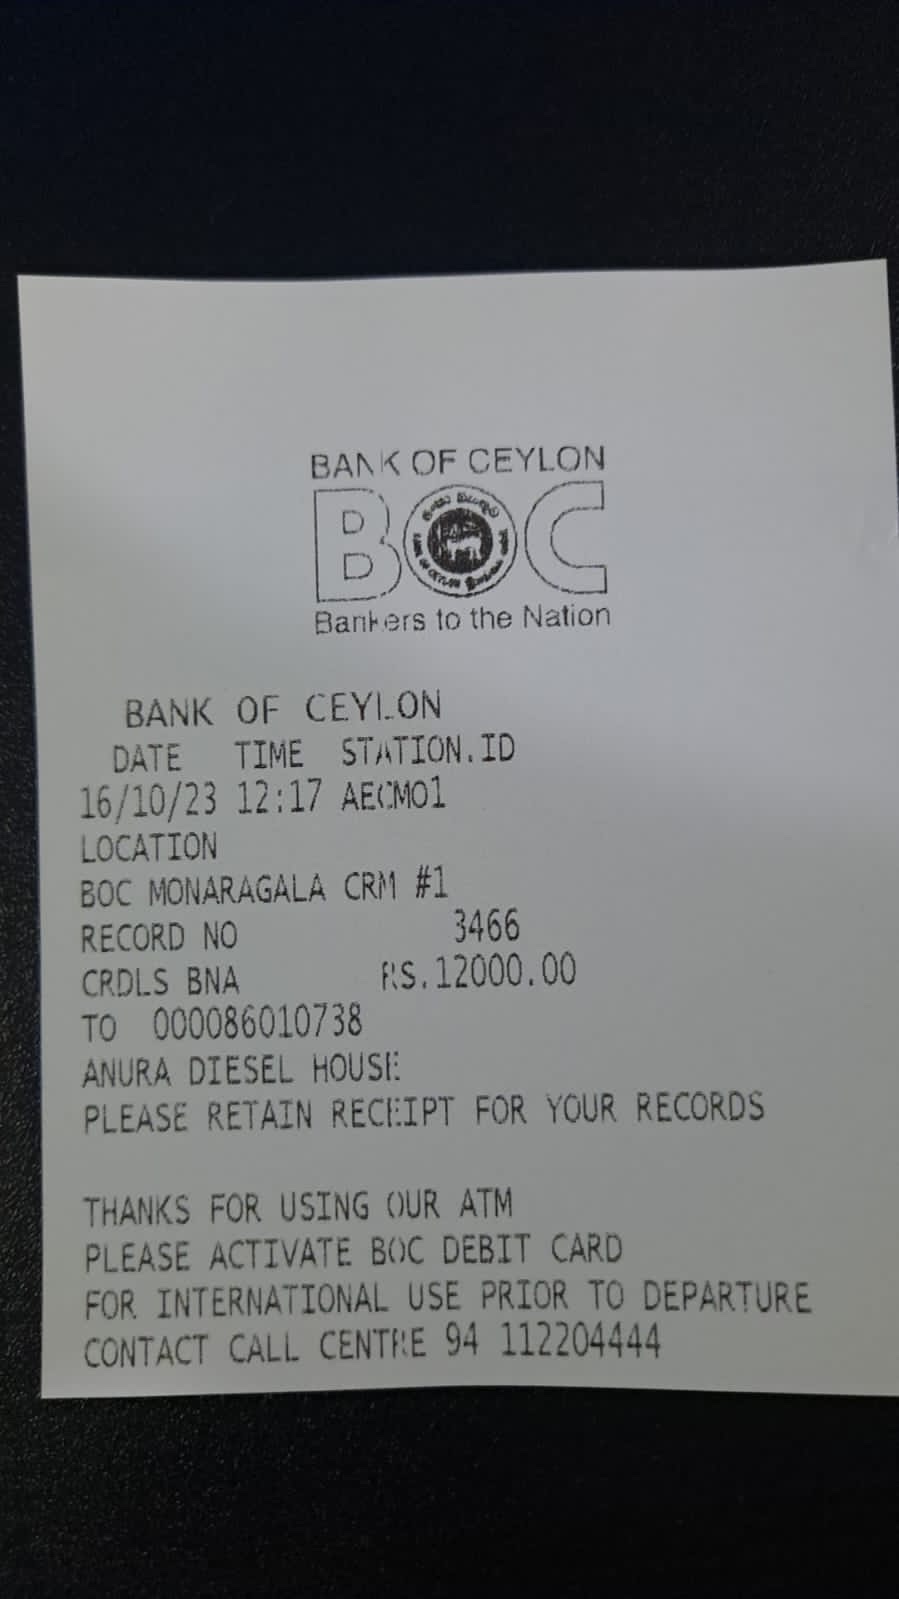 BANK OF CEYLON
BOC
Bankers to the Nation
BANK OF CEYLON
DATE TIME STATION.ID
16/10/23 12:17 AECMO1
LOCATION
BOC MONARAGALA CRM #1
RECORD NO 3466
CRDLS BNA RS.12000.00
TO 000086010738
ANURA DIESEL HOUSE
PLEASE RETAIN RECEIPT FOR YOUR RECORDS
THANKS FOR USING OUR ATM
PLEASE ACTIVATE BOC DEBIT CARD
FOR INTERNATIONAL USE PRIOR TO DEPARTURE
CONTACT CALL CENTRE 94 112204444